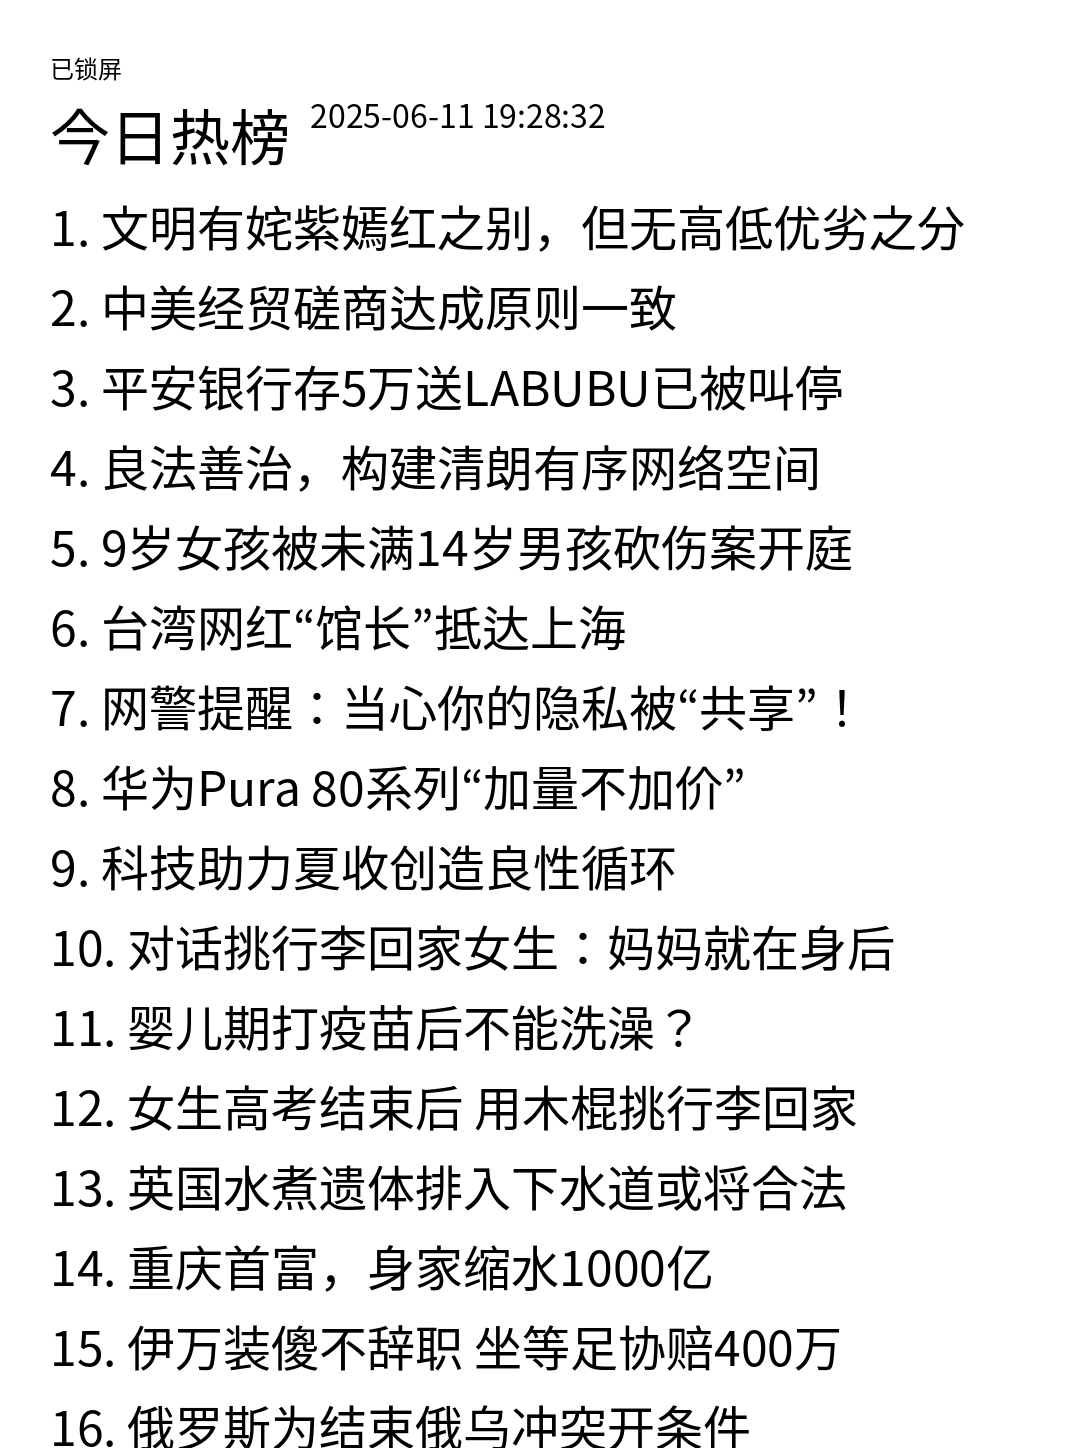 已锁屏
今日热榜 2025-06-11 19:28:32
1. 文明有姹紫嫣红之别，但无高低优劣之分
2. 中美经贸磋商达成原则一致
3. 平安银行存5万送LABUBU已被叫停
4. 良法善治，构建清朗有序网络空间
5. 9岁女孩被未满14岁男孩砍伤案开庭
6. 台湾网红“馆长”抵达上海
7. 网警提醒：当心你的隐私被“共享”！
8. 华为Pura 80系列“加量不加价”
9. 科技助力夏收创造良性循环
10. 对话挑行李回家女生：妈妈就在身后
11. 婴儿期打疫苗后不能洗澡？
12. 女生高考结束后 用木棍挑行李回家
13. 英国水煮遗体排入下水道或将合法
14. 重庆首富，身家缩水1000亿
15. 伊万装傻不辞职 坐等足协赔400万
16. 俄罗斯为结束俄乌冲突开条件